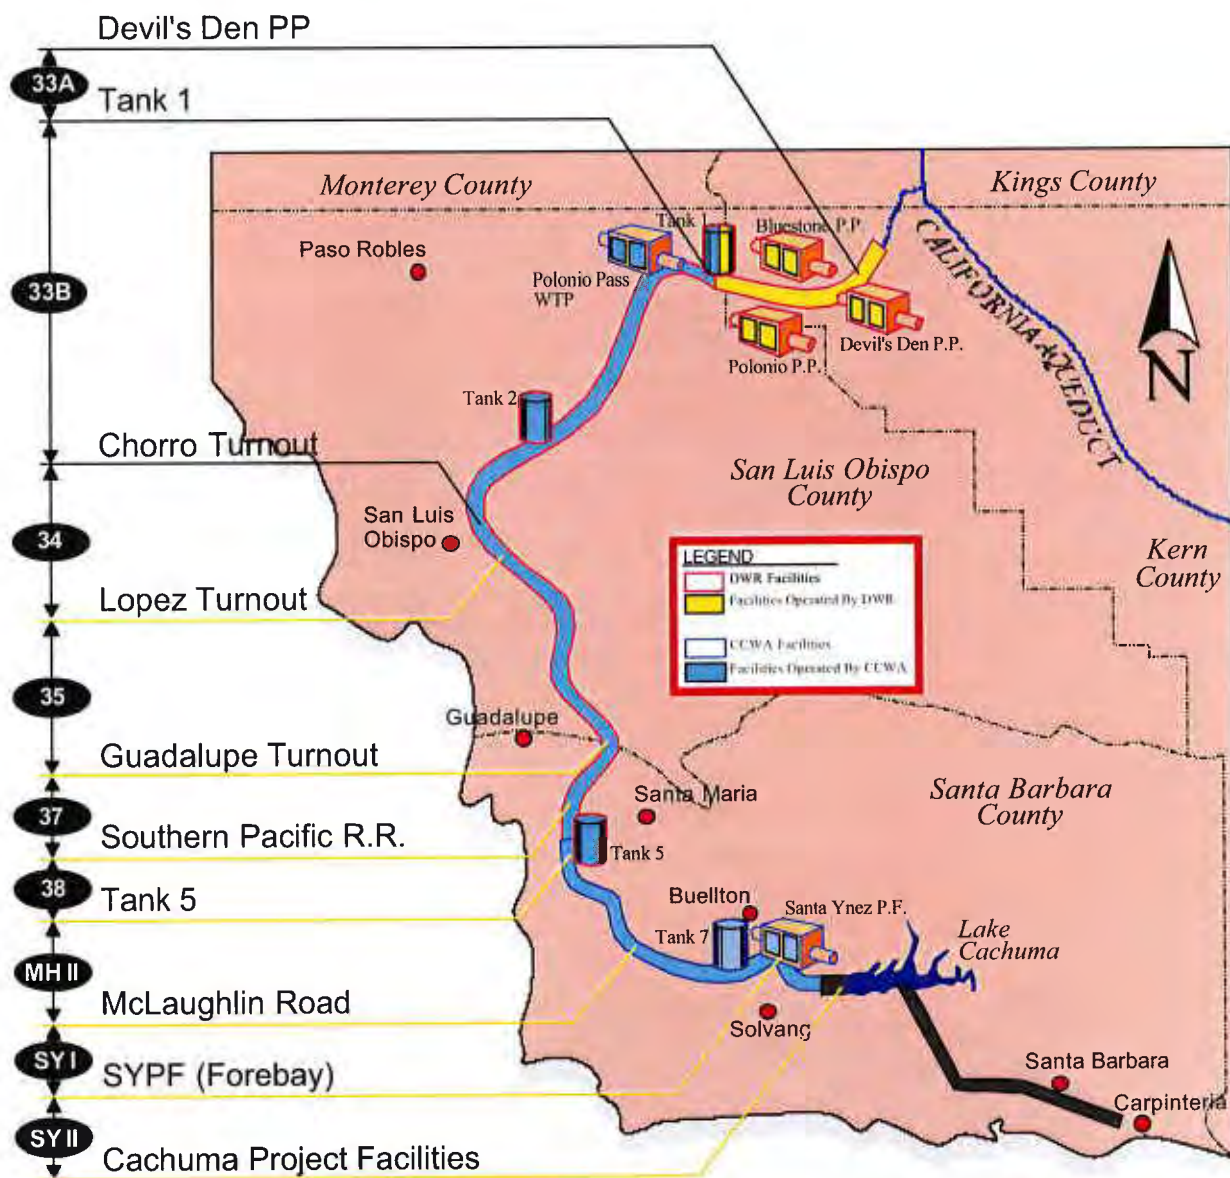 Devil's Den PP
33A
Tank 1
Monterey County
Kings County
Paso Robles
Tank 1
Bluestone P.P.
Polonio Pass
WTP
33B
CALIFORNIA AQUEDUCT
Devil's Den P.P.
Polonio P.P.
N
Tank 2
Chorro Turnout
San Luis Obispo
County
San Luis
Obispo
34
Kern
County
LEGEND
DWR Facilities
Facilities Operated By DWR
CCWA Facilities
Facilities Operated By CCWA
Lopez Turnout
35
Guadalupe
Guadalupe Turnout
Santa Maria
Santa Barbara
County
37
Southern Pacific R.R.
Tank 5
38
Tank 5
Buellton
Santa Ynez P.F.
Tank 7
Lake
Cachuma
MH II
McLaughlin Road
Solvang
SY I
SYPF (Forebay)
Santa Barbara
Carpinteria
SY II
Cachuma Project Facilities